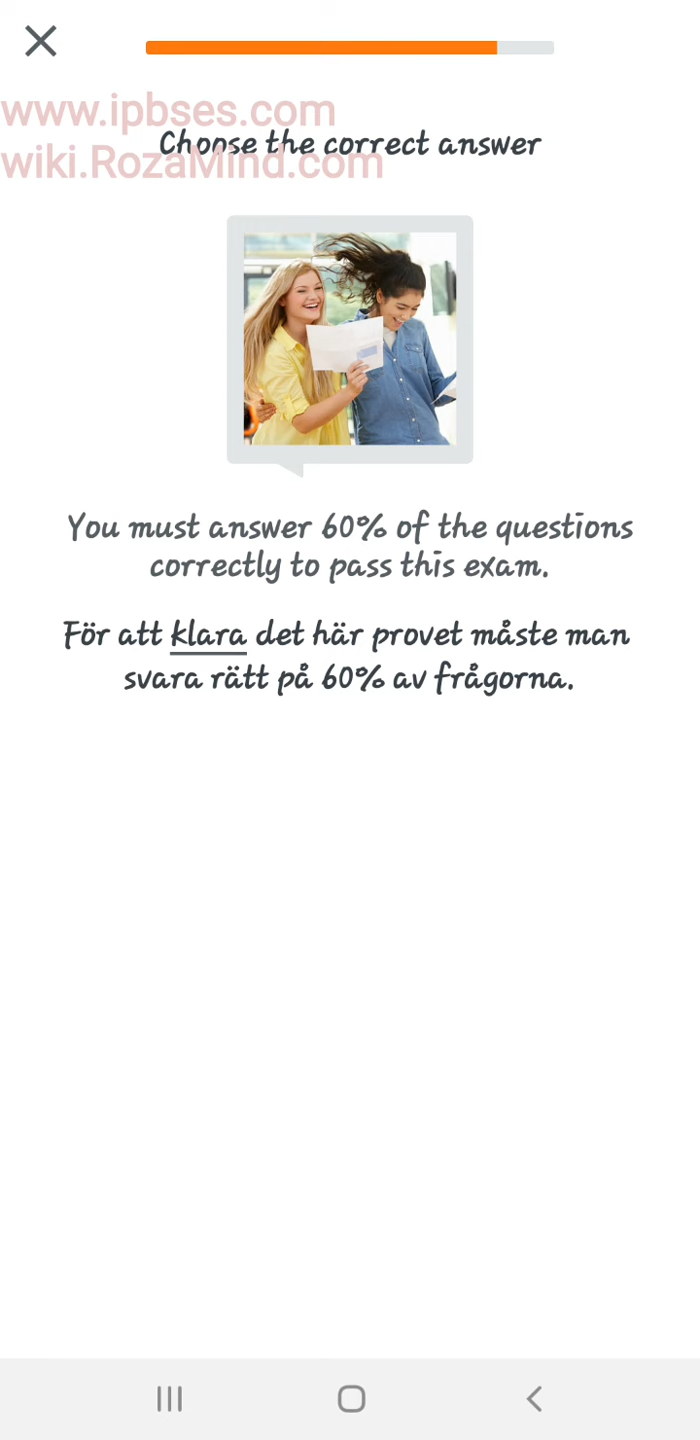 www.ipbses.com
Choose the correct answer
wiki.RozaMind.com
You must answer 60% of the questions
correctly to pass this exam.
För att klara det här provet måste man
svara rätt på 60% av frågorna.